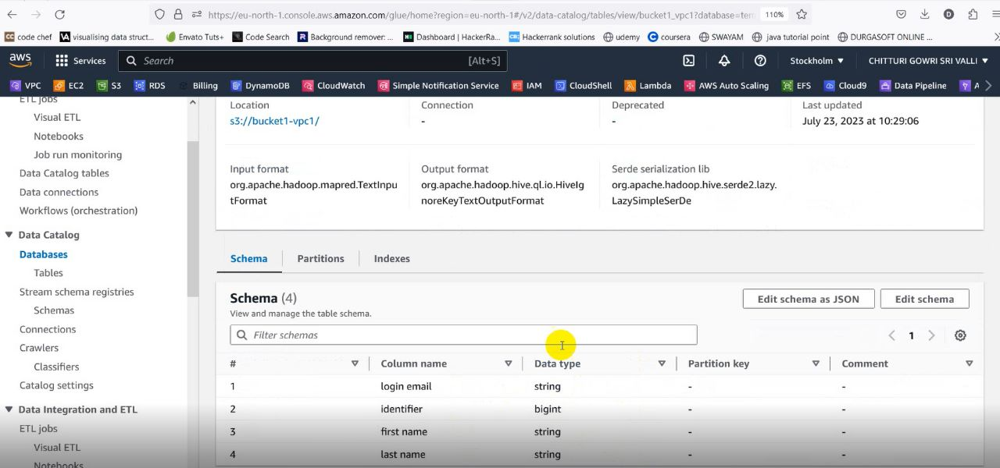 https://eu-north-1.console.aws.amazon.com/glue/home?region=eu-north-1#/v2/data-catalog/tables/view/bucket1_vpc1?database=tem 110%
CC code chef VA visualising data struct... Envato Tuts+ Code Search R Background remover: ... Dashboard | HackerRa... Hackerrank solutions udemy coursera SWAYAM java tutorial point DURGASOFT ONLINE ...
aws Services Search [Alt+S] Stockholm ▼ CHITTURI GOWRI SRI VALLI ▼
VPC EC2 S3 RDS Billing DynamoDB CloudWatch Simple Notification Service IAM CloudShell Lambda AWS Auto Scaling EFS Cloud9 Data Pipeline A
ETL jobs
Visual ETL
Notebooks
Job run monitoring
Data Catalog tables
Data connections
Workflows (orchestration)
Data Catalog
Databases
Tables
Stream schema registries
Schemas
Connections
Crawlers
Classifiers
Catalog settings
Data Integration and ETL
ETL jobs
Visual ETL
Notebooks
Location Connection Deprecated Last updated
s3://bucket1-vpc1/ - - July 23, 2023 at 10:29:06
Input format Output format Serde serialization lib
org.apache.hadoop.mapred.TextInpu org.apache.hadoop.hive.ql.io.HiveIg org.apache.hadoop.hive.serde2.lazy.
tFormat noreKeyTextOutputFormat LazySimpleSerDe
Schema Partitions Indexes
Schema (4) Edit schema as JSON Edit schema
View and manage the table schema.
Filter schemas 1
# Column name Data type Partition key Comment
1 login email string - -
2 identifier bigint - -
3 first name string - -
4 last name string - -